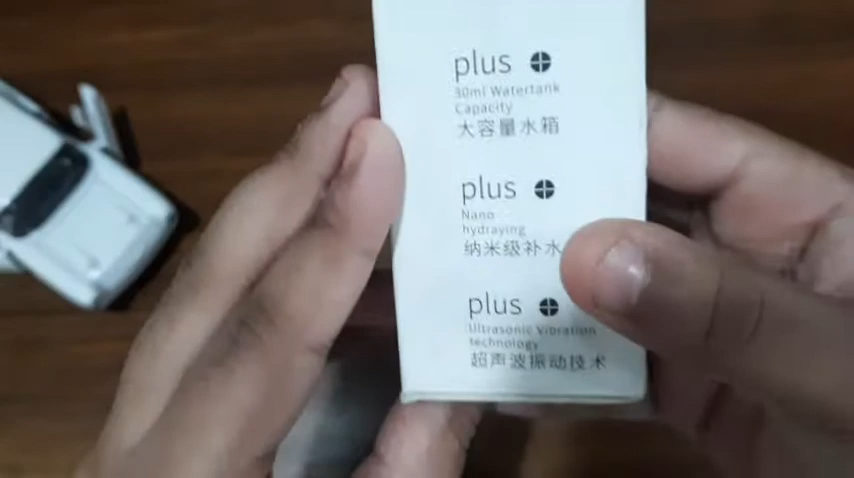 plus
30ml Watertank
Capacity
大容量水箱
plus
Nano
hydraying
纳米级补水
plus
Ultrasonic Vibration
technology
超声波振动技术